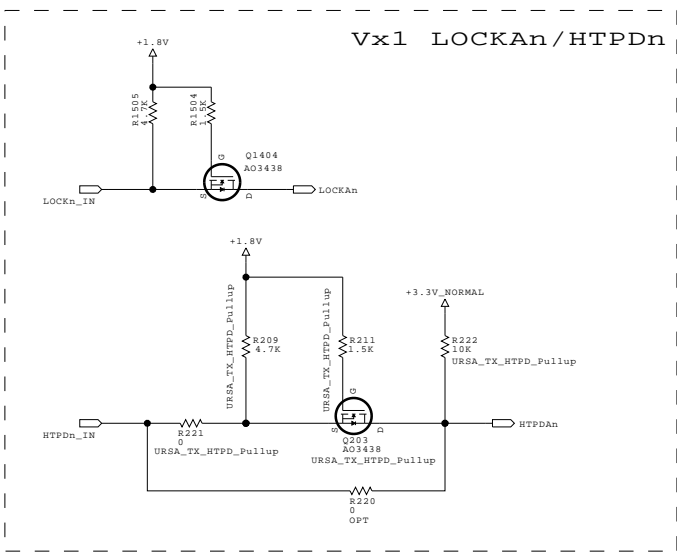 Vx1 LOCKAn/HTPDn
+1.8V
R1505
4.7K
R1504
1.5K
G
Q1404
AO3438
S
D
LOCKn_IN
LOCKAn
+1.8V
+3.3V_NORMAL
URSA_TX_HTPD_Pullup
R209
4.7K
URSA_TX_HTPD_Pullup
R211
1.5K
R222
10K
URSA_TX_HTPD_Pullup
G
S
D
HTPDn_IN
HTPDAn
R221
0
URSA_TX_HTPD_Pullup
Q203
AO3438
URSA_TX_HTPD_Pullup
R220
0
OPT